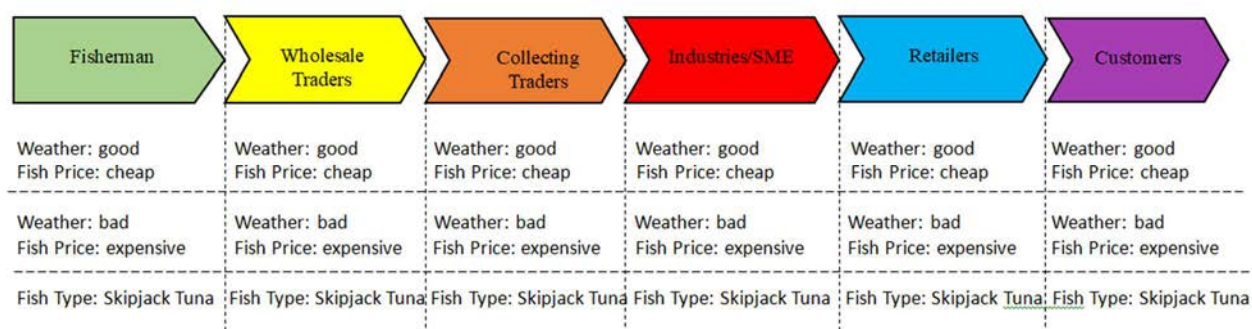 Fisherman
Wholesale
Traders
Collecting
Traders
Industries/SME
Retailers
Customers
Weather: good Weather: good Weather: good Weather: good Weather: good Weather: good
Fish Price: cheap Fish Price: cheap Fish Price: cheap Fish Price: cheap Fish Price: cheap Fish Price: cheap
Weather: bad Weather: bad Weather: bad Weather: bad Weather: bad Weather: bad
Fish Price: expensive Fish Price: expensive Fish Price: expensive Fish Price: expensive Fish Price: expensive Fish Price: expensive
Fish Type: Skipjack Tuna Fish Type: Skipjack Tuna Fish Type: Skipjack Tuna Fish Type: Skipjack Tuna Fish Type: Skipjack Tuna Fish Type: Skipjack Tuna